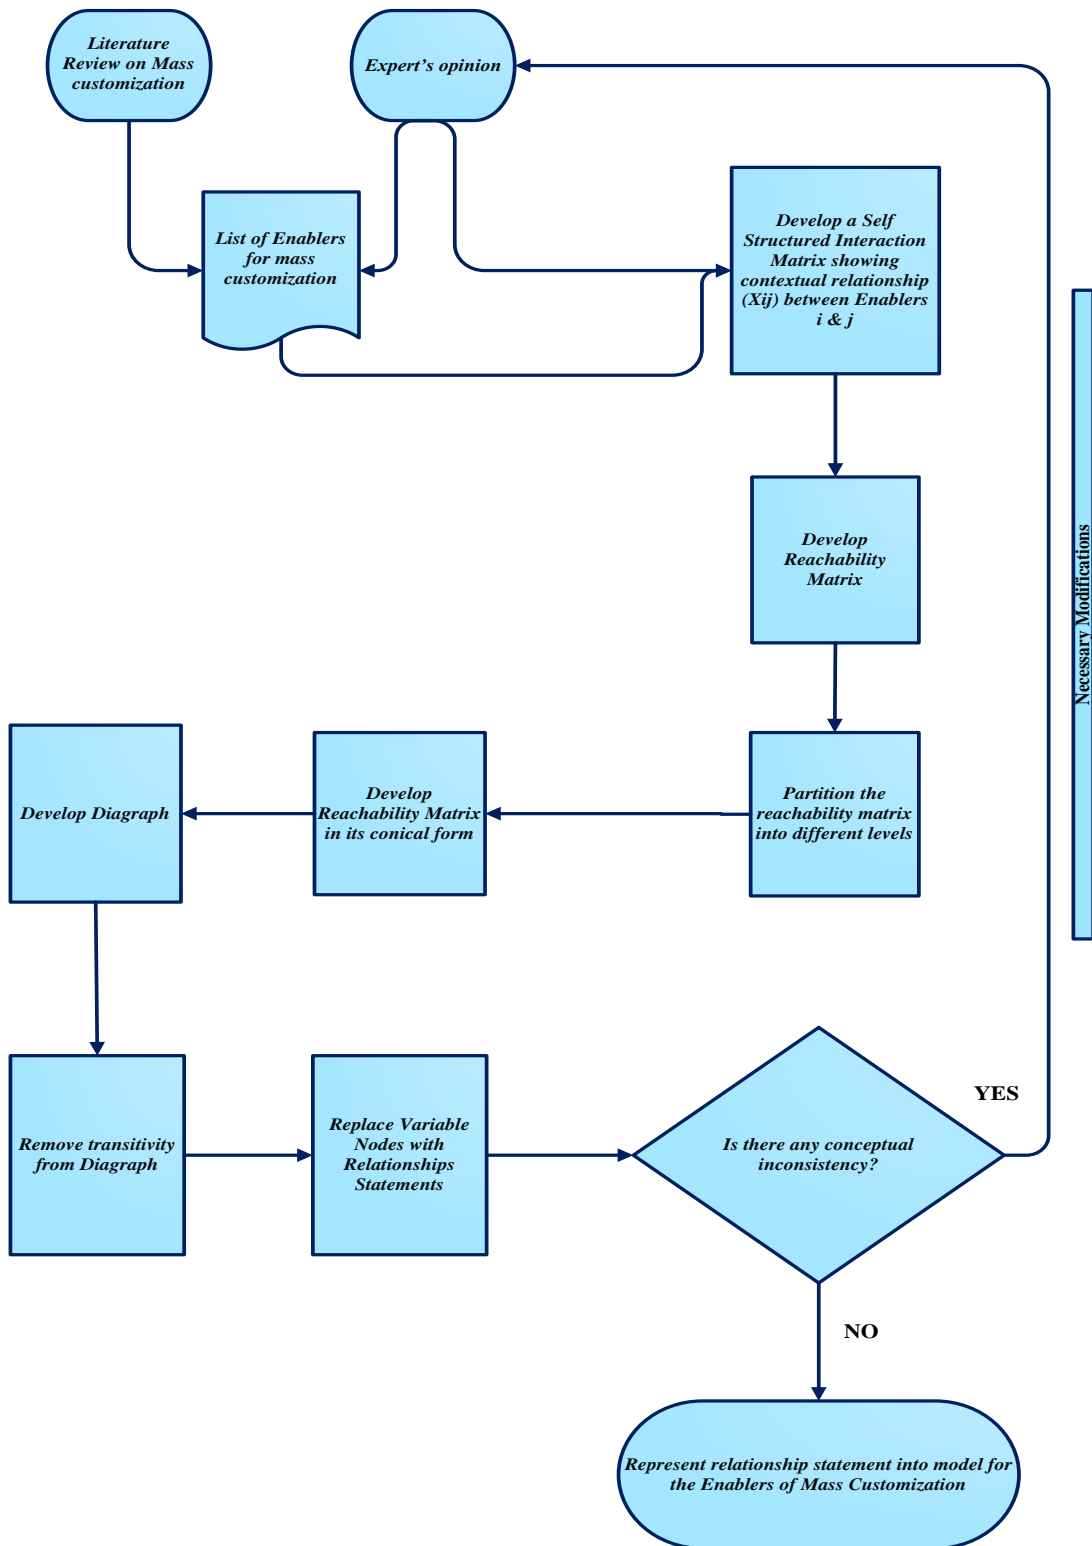 Literature
Review on Mass
customization
Expert's opinion
List of Enablers
for mass
customization
Develop a Self
Structured Interaction
Matrix showing
contextual relationship
(Xij) between Enablers
i & j
Necessary Modifications
Develop
Reachability
Matrix
Partition the
reachability matrix
into different levels
Develop
Reachability Matrix
in its conical form
Develop Diagraph
Remove transitivity
from Diagraph
Replace Variable
Nodes with
Relationships
Statements
Is there any conceptual
inconsistency?
YES
NO
Represent relationship statement into model for
the Enablers of Mass Customization